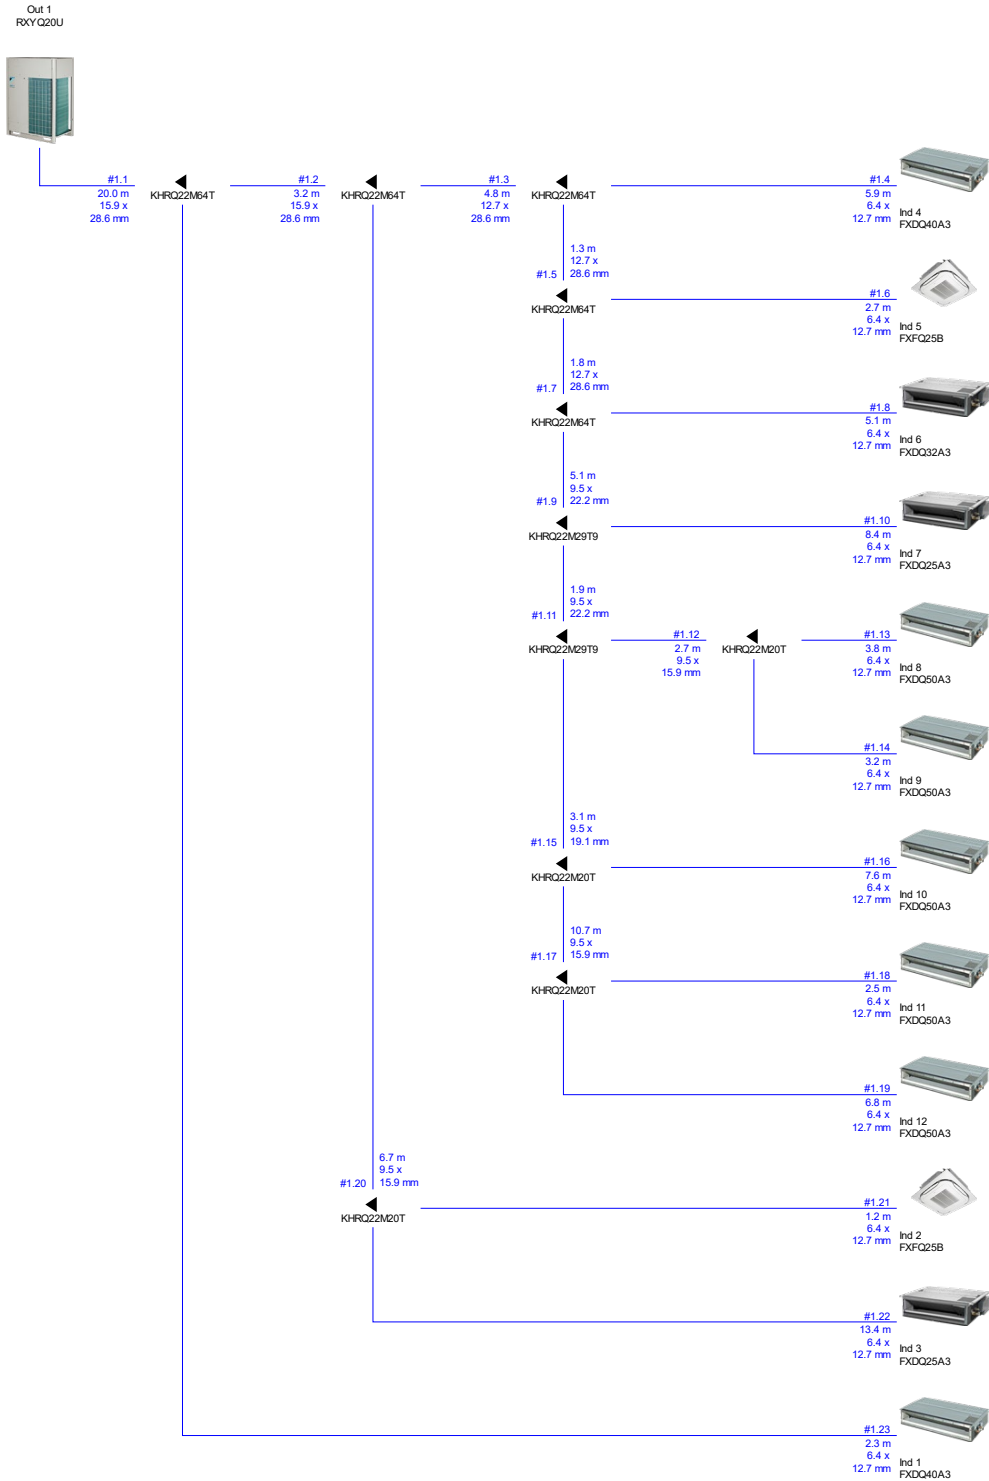 Out 1
RXYQ20U
#1.1
20.0 m
15.9 x
28.6 mm
KHRQ22M64T
#1.2
3.2 m
15.9 x
28.6 mm
KHRQ22M64T
#1.3
4.8 m
12.7 x
28.6 mm
KHRQ22M64T
#1.4
5.9 m
6.4 x
12.7 mm
Ind 4
FXDQ40A3
1.3 m
12.7 x
#1.5 28.6 mm
KHRQ22M64T
#1.6
2.7 m
6.4 x
12.7 mm
Ind 5
FXFQ25B
1.8 m
12.7 x
#1.7 28.6 mm
KHRQ22M64T
#1.8
5.1 m
6.4 x
12.7 mm
Ind 6
FXDQ32A3
5.1 m
9.5 x
#1.9 22.2 mm
KHRQ22M29T9
#1.10
8.4 m
6.4 x
12.7 mm
Ind 7
FXDQ25A3
1.9 m
9.5 x
#1.11 22.2 mm
KHRQ22M29T9
#1.12
2.7 m
9.5 x
15.9 mm
KHRQ22M20T
#1.13
3.8 m
6.4 x
12.7 mm
Ind 8
FXDQ50A3
#1.14
3.2 m
6.4 x
12.7 mm
Ind 9
FXDQ50A3
3.1 m
9.5 x
#1.15 19.1 mm
KHRQ22M20T
#1.16
7.6 m
6.4 x
12.7 mm
Ind 10
FXDQ50A3
10.7 m
9.5 x
#1.17 15.9 mm
KHRQ22M20T
#1.18
2.5 m
6.4 x
12.7 mm
Ind 11
FXDQ50A3
#1.19
6.8 m
6.4 x
12.7 mm
Ind 12
FXDQ50A3
6.7 m
9.5 x
#1.20 15.9 mm
KHRQ22M20T
#1.21
1.2 m
6.4 x
12.7 mm
Ind 2
FXFQ25B
#1.22
13.4 m
6.4 x
12.7 mm
Ind 3
FXDQ25A3
#1.23
2.3 m
6.4 x
12.7 mm
Ind 1
FXDQ40A3